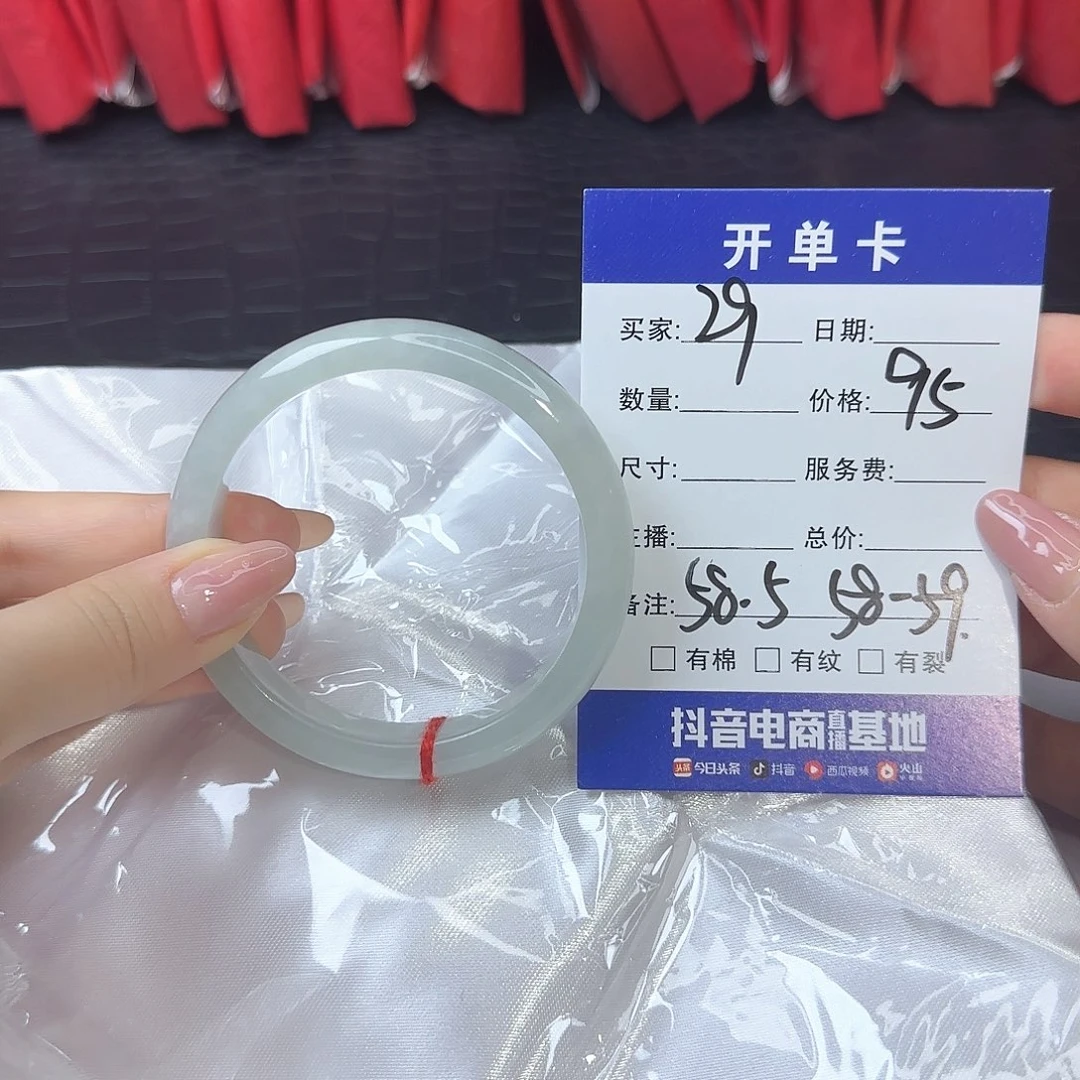 开单卡
买家: 29 日期:
数量: 价格: 95
尺寸: 服务费:
主播: 总价:
备注: 58.5 58-59.
□ 有棉 □ 有纹 □ 有裂
抖音电商直播基地
今日头条 抖音 西瓜视频 火山